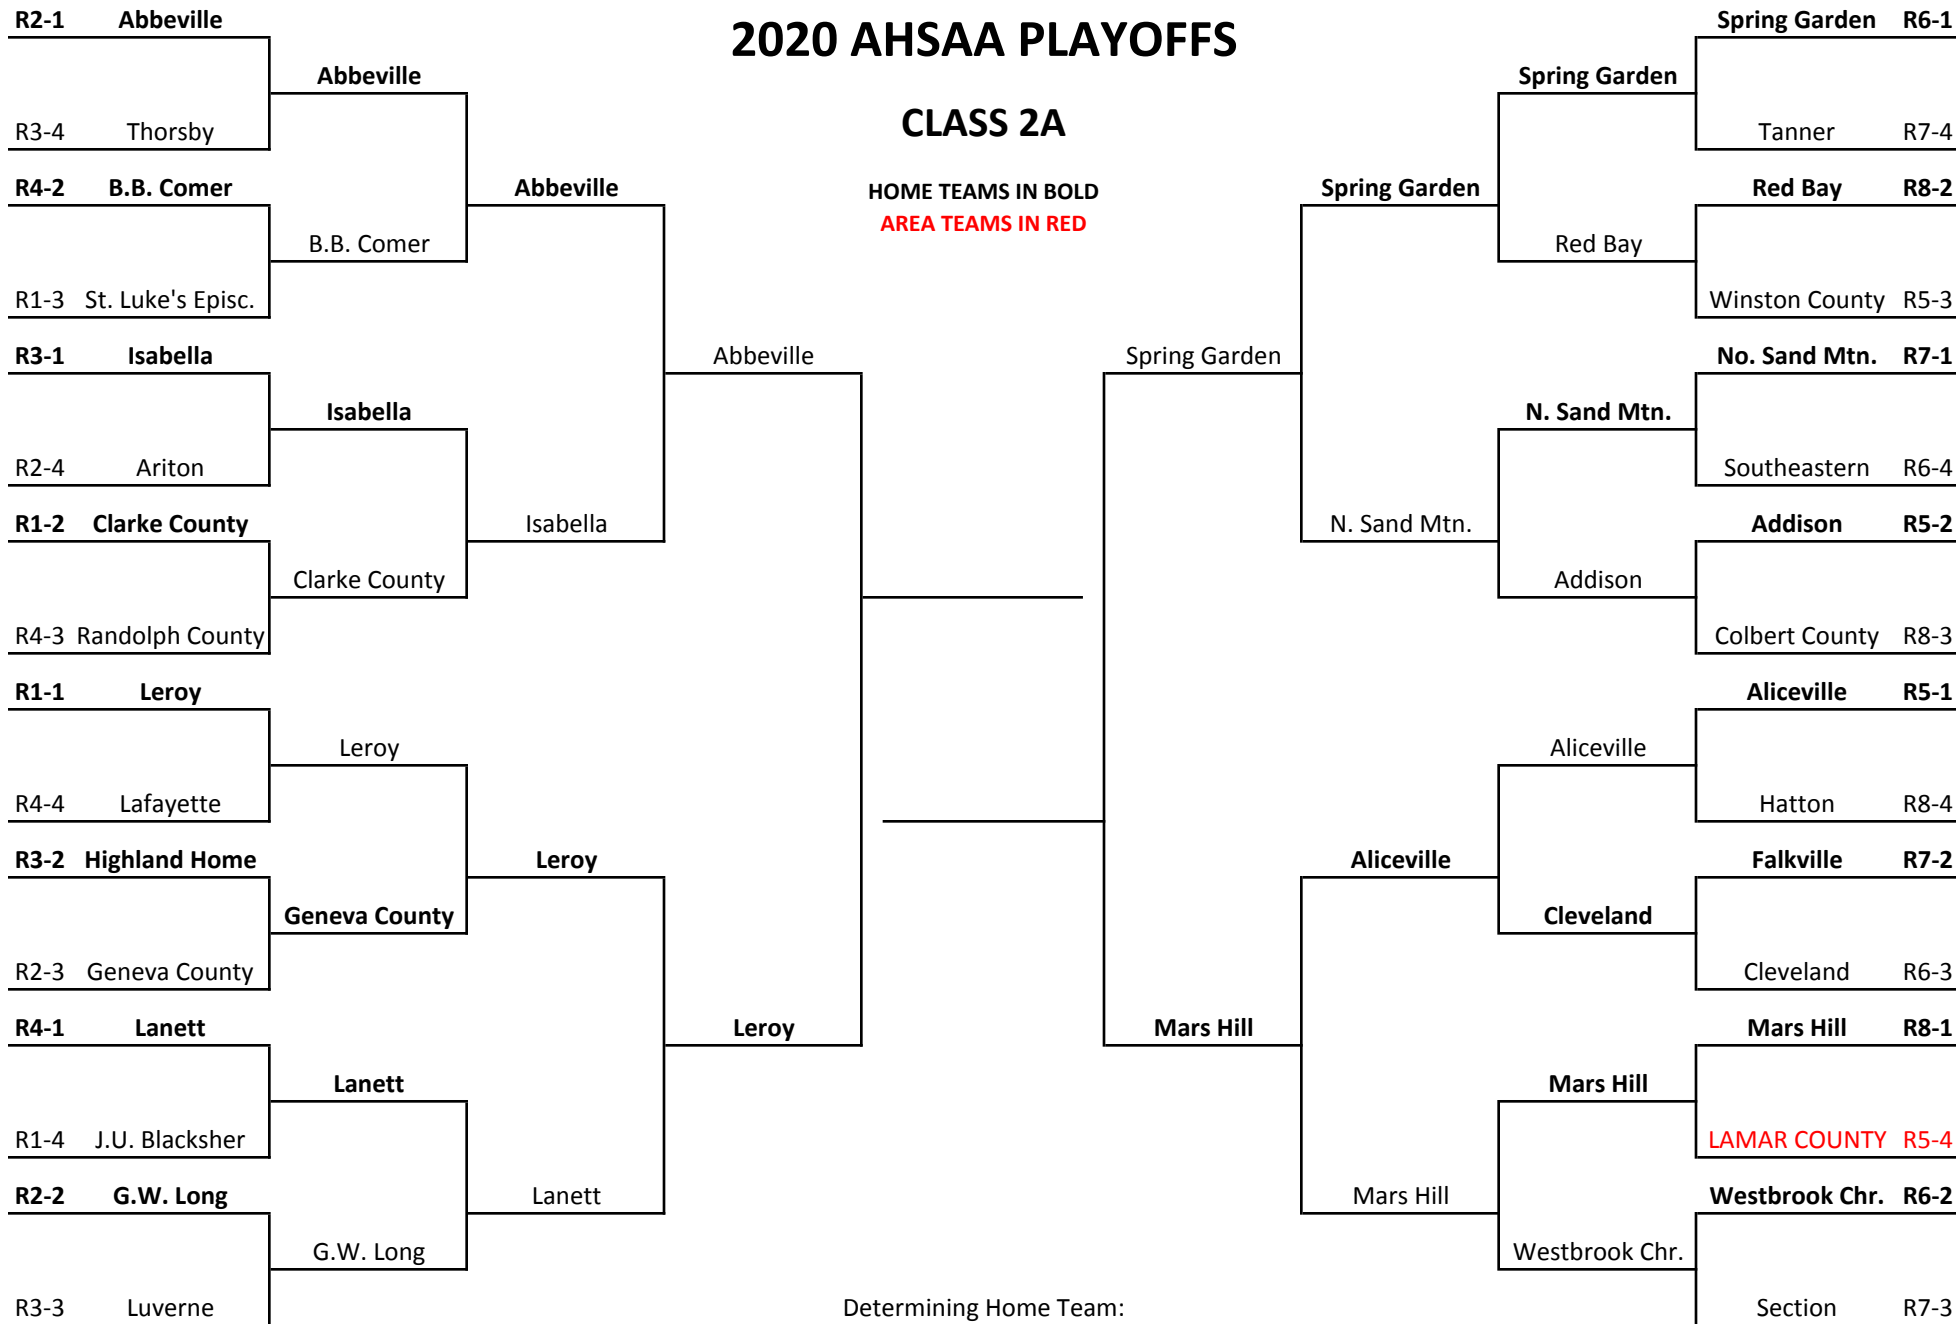 R2-1 Abbeville
2020 AHSAA PLAYOFFS
Spring Garden R6-1
Abbeville
Spring Garden
CLASS 2A
R3-4 Thorsby
Tanner R7-4
R4-2 B.B. Comer
Abbeville
HOME TEAMS IN BOLD
Spring Garden
Red Bay R8-2
AREA TEAMS IN RED
B.B. Comer
Red Bay
R1-3 St. Luke's Episc.
Winston County R5-3
R3-1 Isabella
Abbeville
Spring Garden
No. Sand Mtn. R7-1
Isabella
N. Sand Mtn.
R2-4 Ariton
Southeastern R6-4
R1-2 Clarke County
Isabella
N. Sand Mtn.
Addison R5-2
Clarke County
Addison
R4-3 Randolph County
Colbert County R8-3
R1-1 Leroy
Aliceville R5-1
Leroy
Aliceville
R4-4 Lafayette
Hatton R8-4
R3-2 Highland Home
Leroy
Aliceville
Falkville R7-2
Geneva County
Cleveland
R2-3 Geneva County
Cleveland R6-3
R4-1 Lanett
Leroy
Mars Hill
Mars Hill R8-1
Lanett
Mars Hill
R1-4 J.U. Blacksher
LAMAR COUNTY R5-4
R2-2 G.W. Long
Lanett
Mars Hill
Westbrook Chr. R6-2
G.W. Long
Westbrook Chr.
R3-3 Luverne
Determining Home Team:
Section R7-3